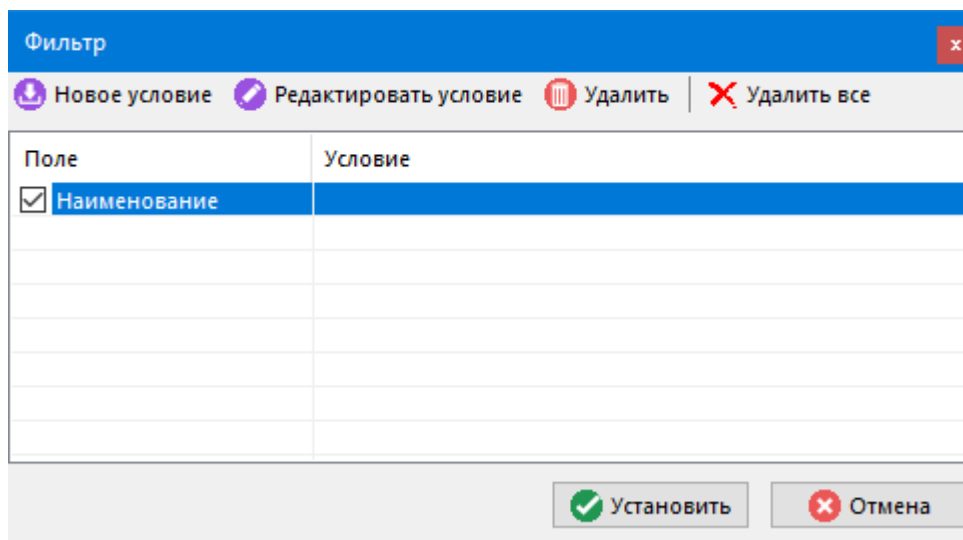 Фильтр x
Новое условие Редактировать условие Удалить Удалить все
Поле Условие
Наименование
Установить Отмена